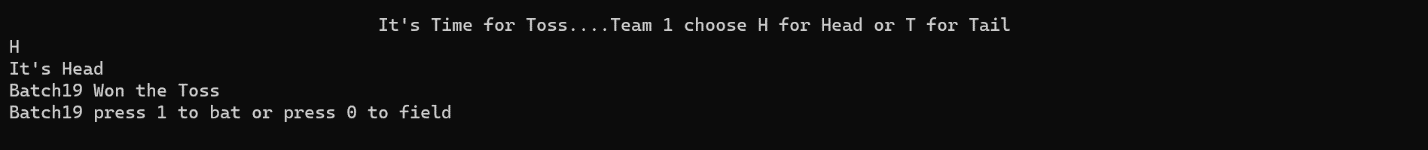 It's Time for Toss....Team 1 choose H for Head or T for Tail
H
It's Head
Batch19 Won the Toss
Batch19 press 1 to bat or press 0 to field